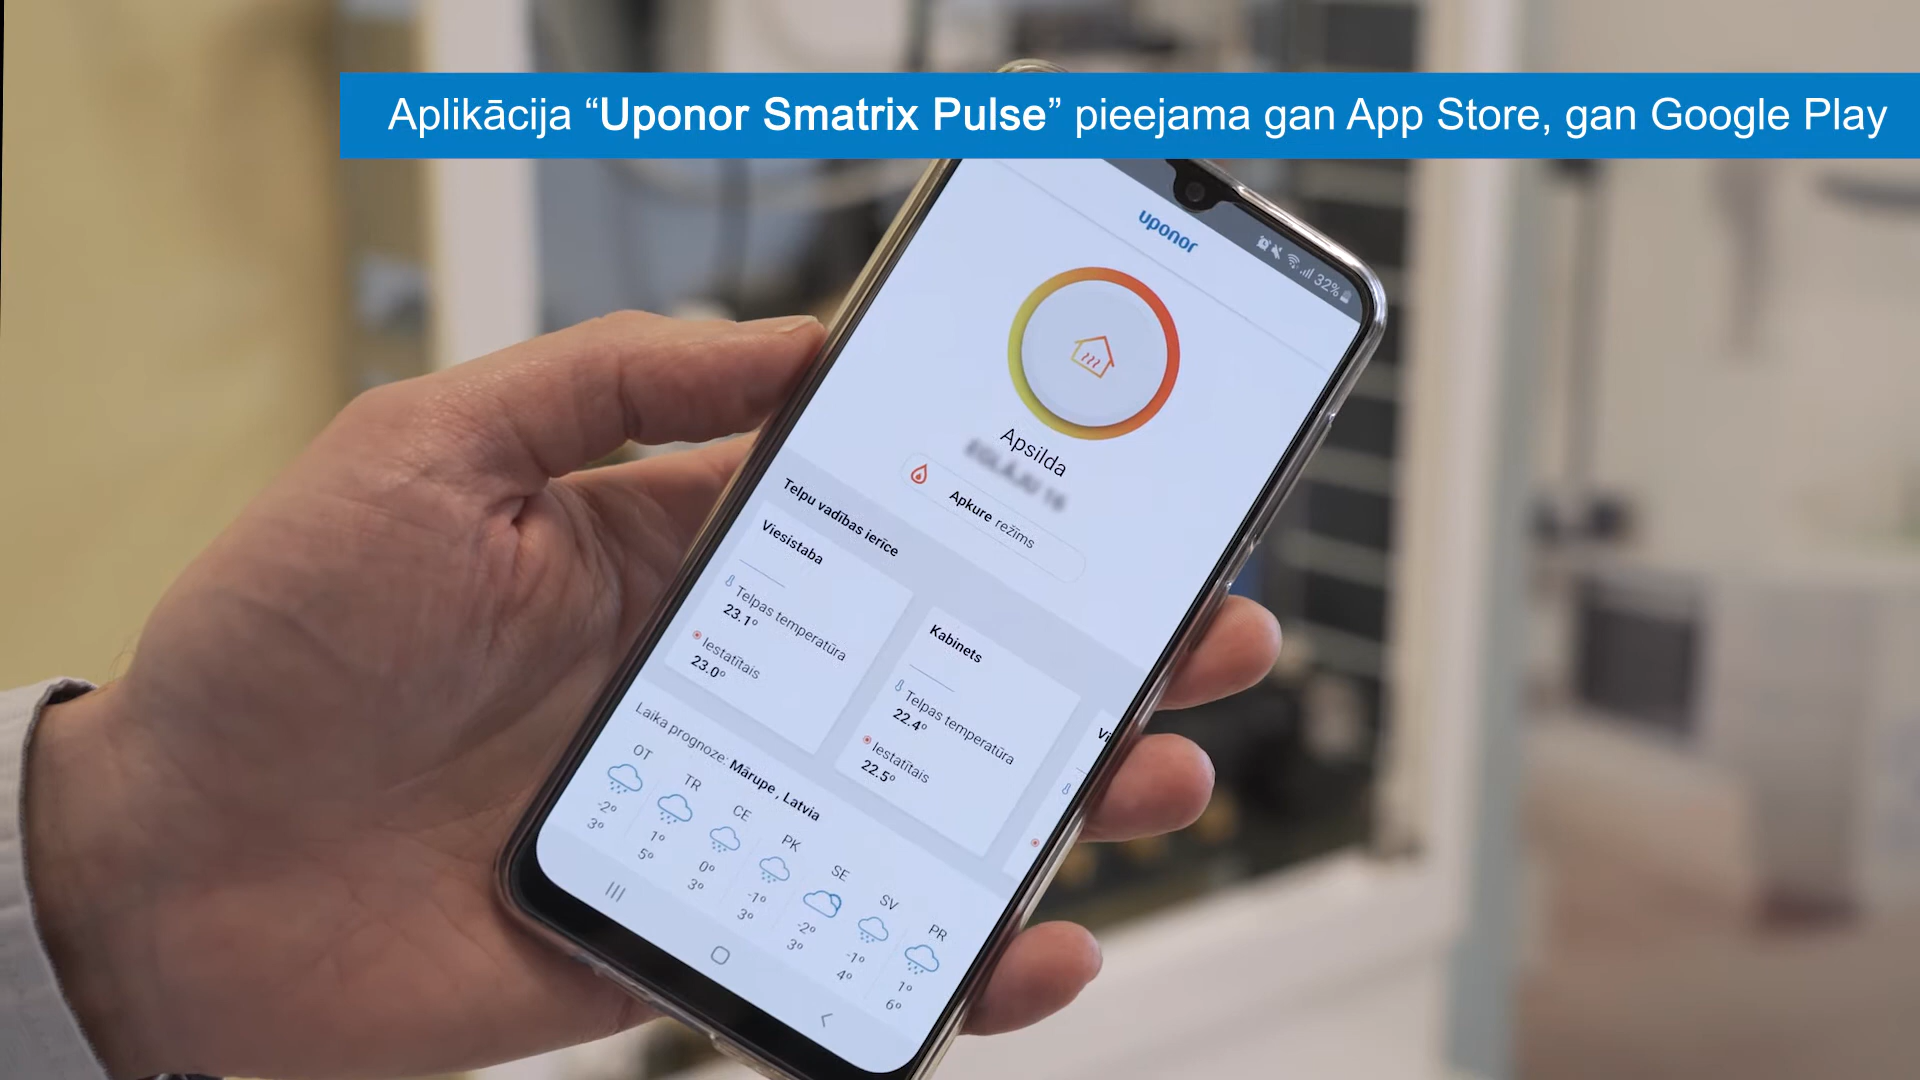 Aplikācija “Uponor Smatrix Pulse” pieejama gan App Store, gan Google Play
uponor
32%
Apsilda
Apkure režīms
Telpu vadības ierīce
Viesistaba
Telpas temperatūra
23.1°
Iestatītais
23.0°
Kabinets
Telpas temperatūra
22.4°
Iestatītais
22.5°
Vi
Laika prognoze: Mārupe , Latvia
OT TR CE PK SE SV PR
-2° 1° 0° -1° -2° -1° 1°
3° 5° 3° 3° 3° 4° 6°